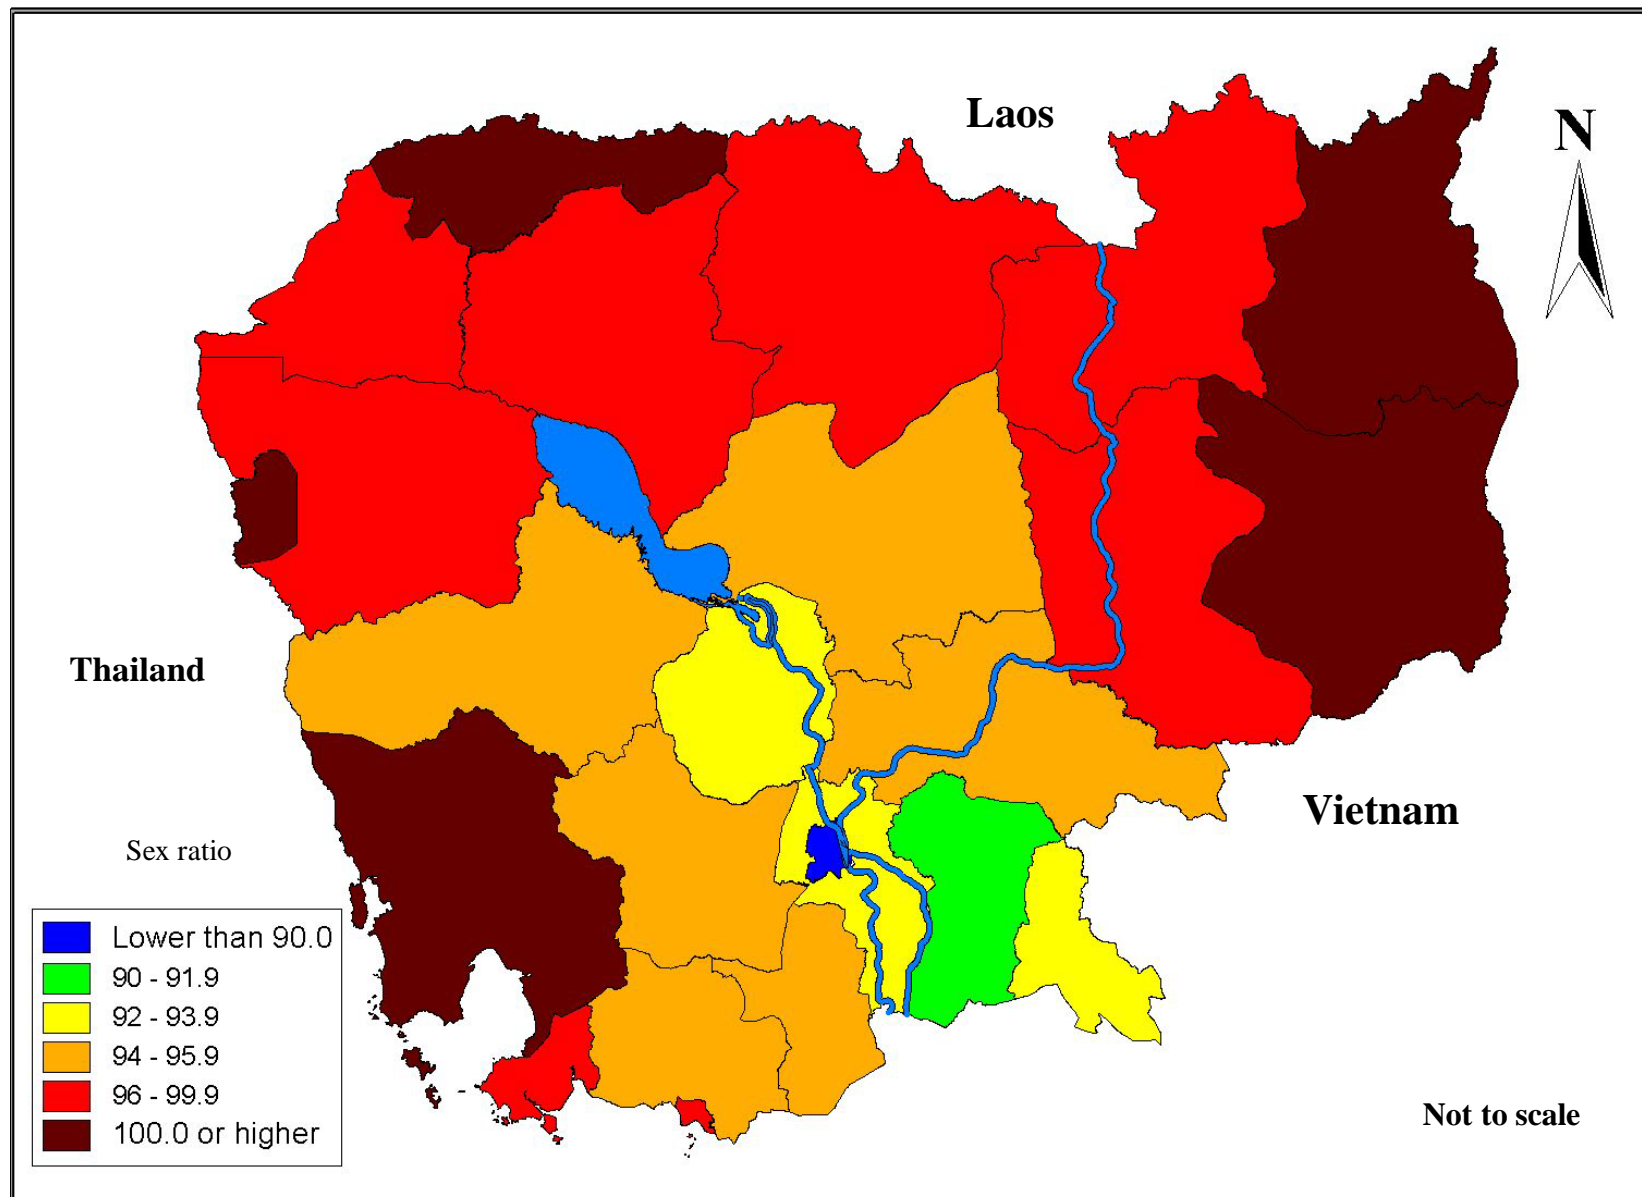 Laos
N
Thailand
Vietnam
Sex ratio
Lower than 90.0
90 - 91.9
92 - 93.9
94 - 95.9
96 - 99.9
100.0 or higher
Not to scale